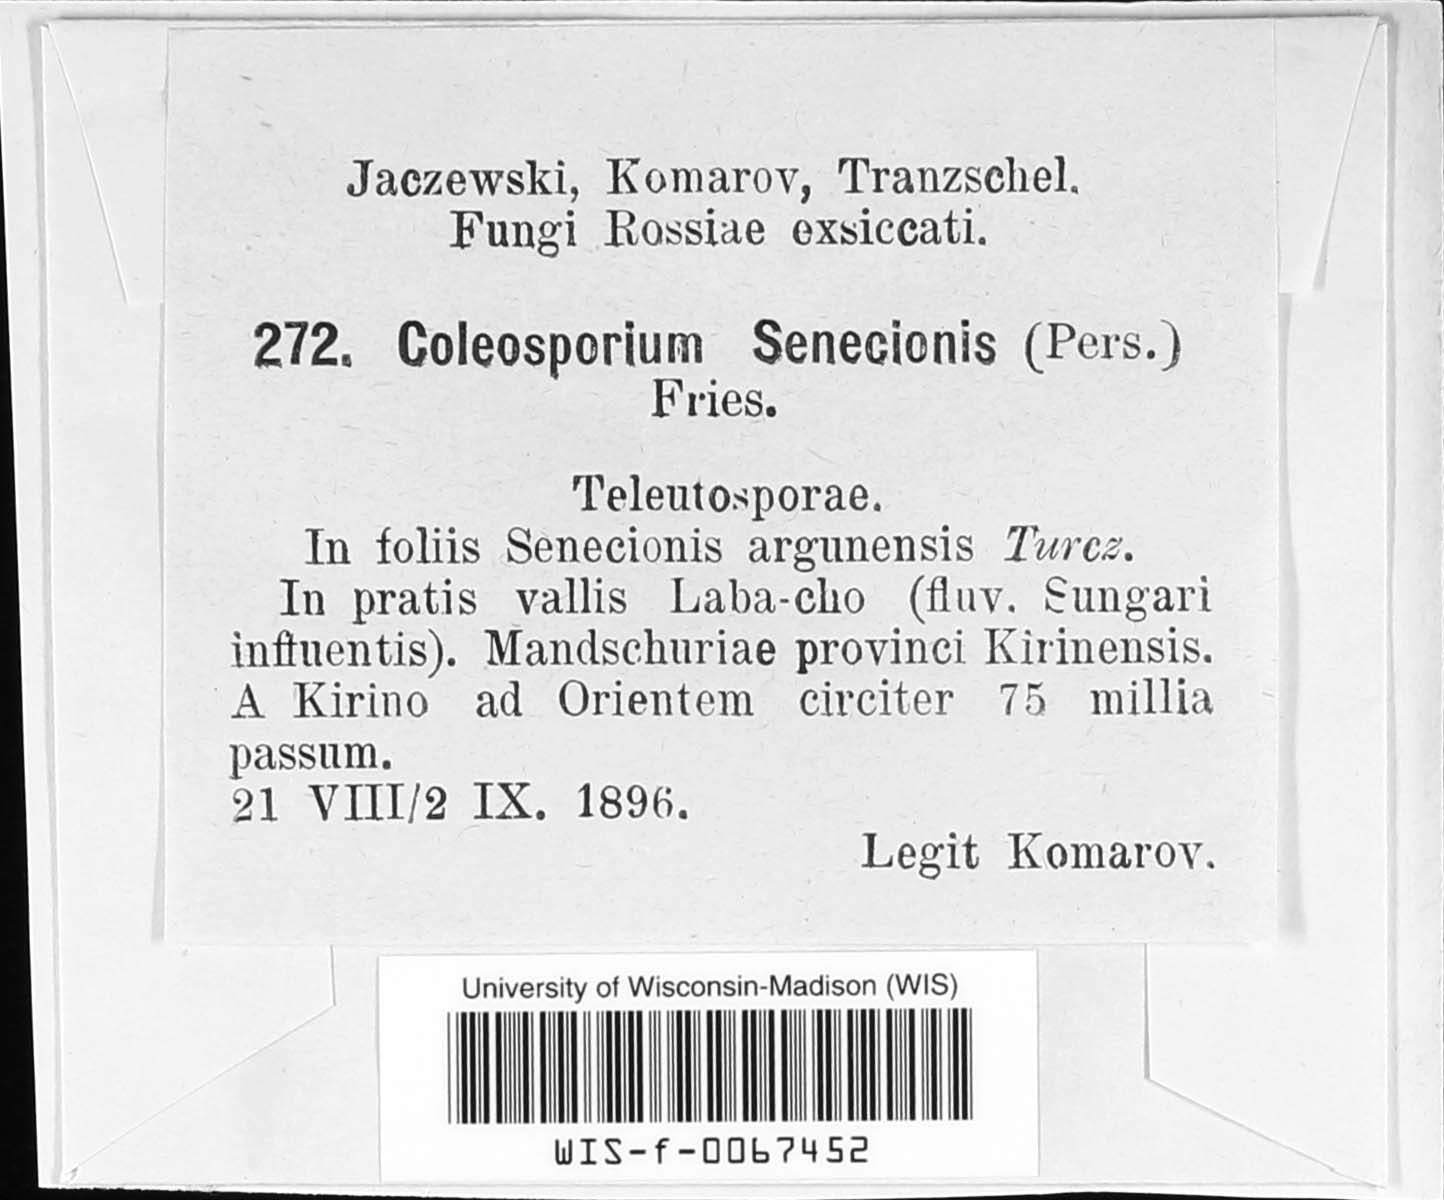 Jaczewski, Komarov, Tranzschel.
Fungi Rossiae exsiccati.
272. Coleosporium Senecionis (Pers.)
Fries.
Teleutosporae.
In foliis Senecionis argunensis Turcz.
In pratis vallis Laba-cho (fluv. Sungari
influentis). Mandschuriae provinci Kirinensis.
A Kirino ad Orientem circiter 75 millia
passum.
21 VIII/2 IX. 1896.
Legit Komarov.
University of Wisconsin-Madison (WIS)
WIS-f-0067452